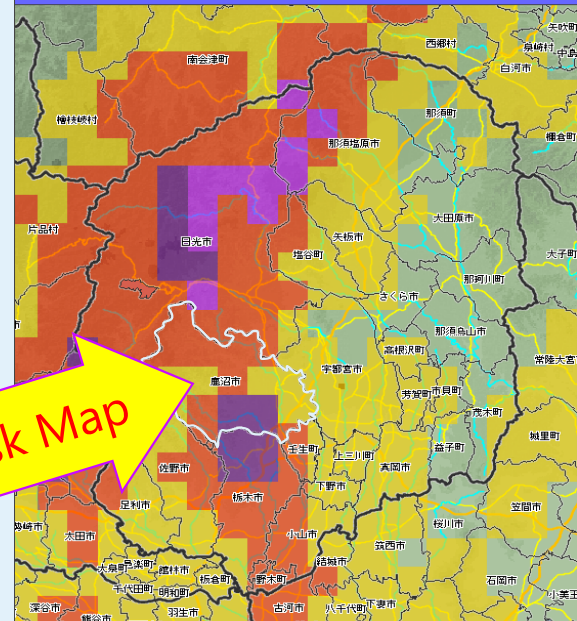 矢吹町
西郷村
泉崎村
中島
南会津町
白河市
檜枝岐村
那須町
棚倉町
那須塩原市
大田原市
片品村
日光市
矢板市
塩谷町
大子町
那珂川町
さくら市
那須烏山市
高根沢町
常陸大宮
宇都宮市
鹿沼市
芳賀町
市貝町
茂木町
sk Map
城里町
壬生町
益子町
上三川町
真岡市
佐野市
下野市
栃木市
足利市
笠間市
桜川市
小山市
太田市
筑西市
結城市
邑楽町
大泉町
館林市
板倉町
野木町
石岡市
千代田町
明和町
小美玉
深谷市
羽生市
古河市
八千代町
下妻市
熊谷市